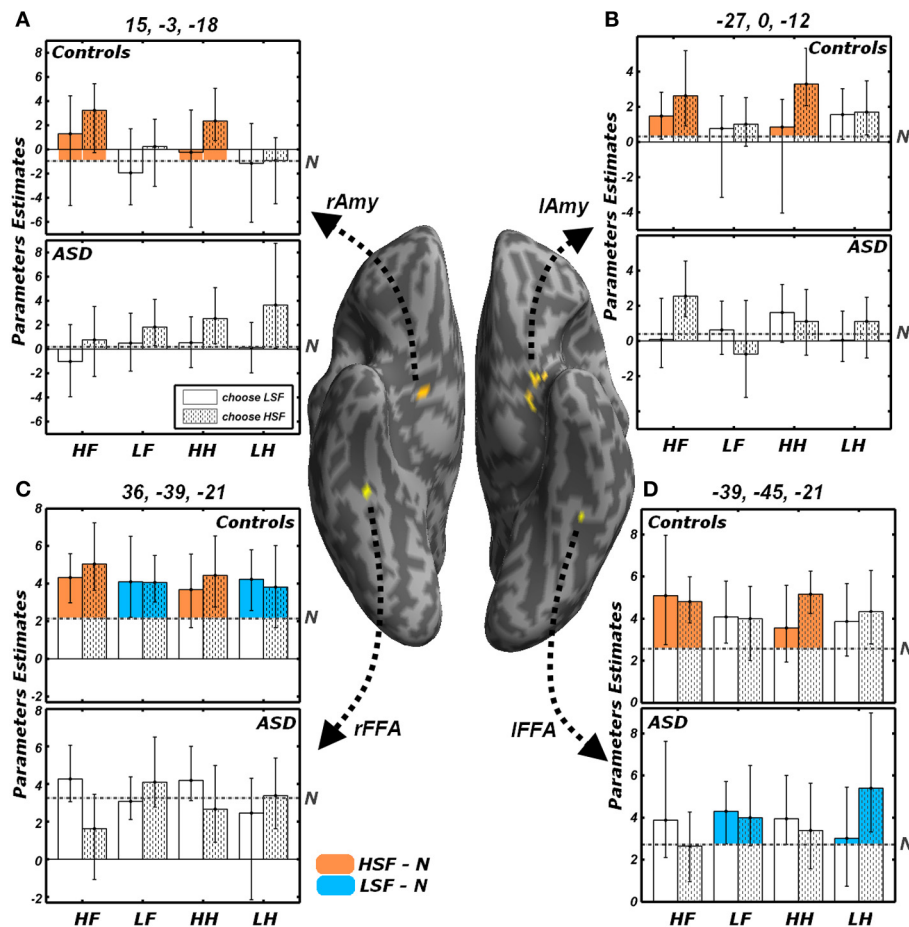 A
15, -3, -18
Controls
8
6
4
2
0
-2
-4
-6
N
Parameters Estimates
ASD
8
6
4
2
0
-2
-4
-6
N
choose LSF
choose HSF
HF LF HH LH
B
-27, 0, -12
Controls
4
2
0
-2
-4
N
Parameters Estimates
ASD
4
2
0
-2
N
HF LF HH LH
rAmy
lAmy
C
36, -39, -21
Controls
8
6
4
2
0
-2
N
Parameters Estimates
ASD
8
6
4
2
0
-2
N
HF LF HH LH
rFFA
lFFA
HSF - N
LSF - N
D
-39, -45, -21
Controls
8
6
4
2
0
N
Parameters Estimates
ASD
8
6
4
2
0
N
HF LF HH LH